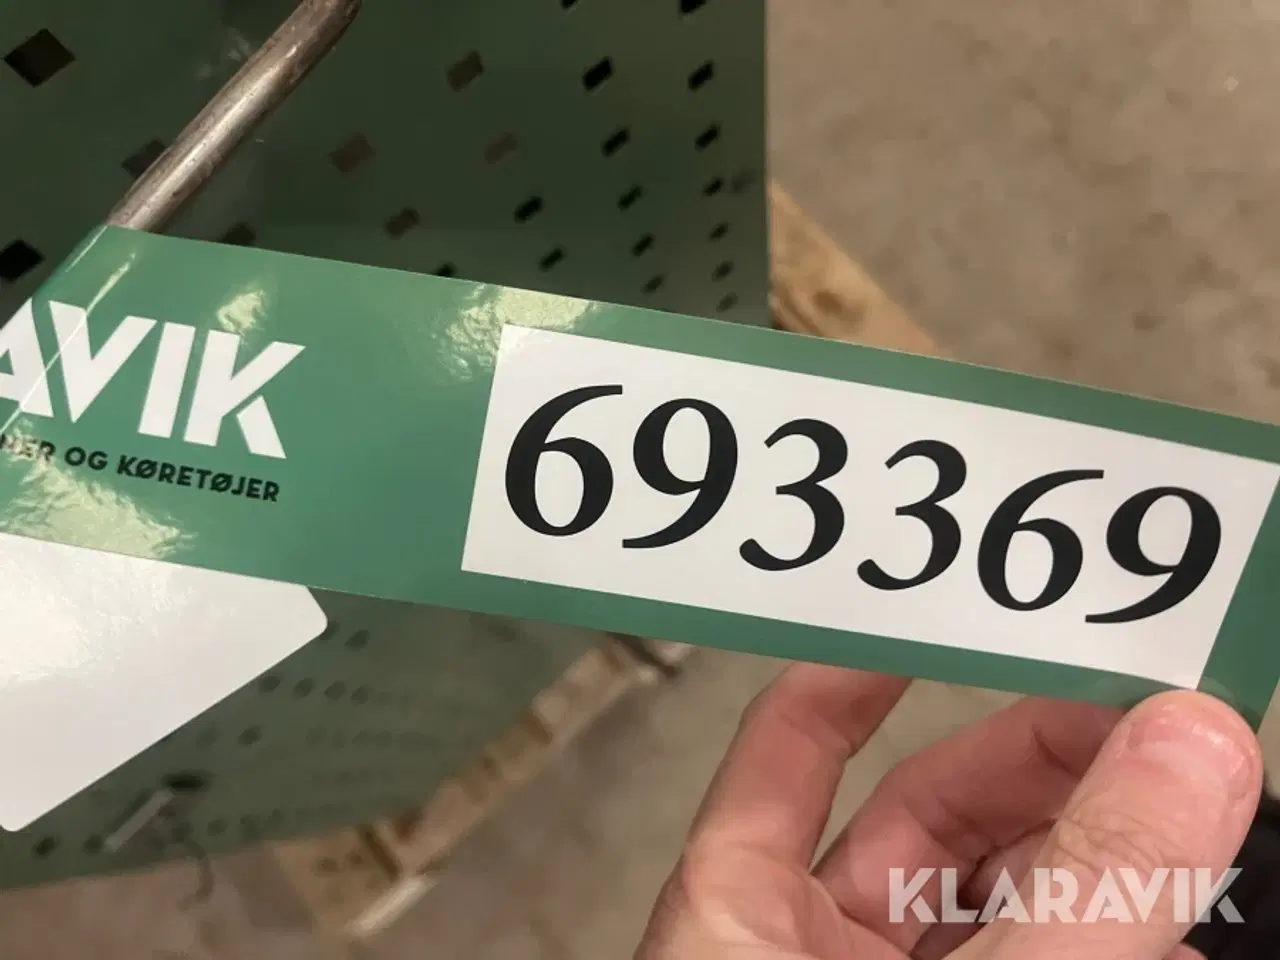 AVIK
NER OG KØRETØJER
693369
KLARAVIK